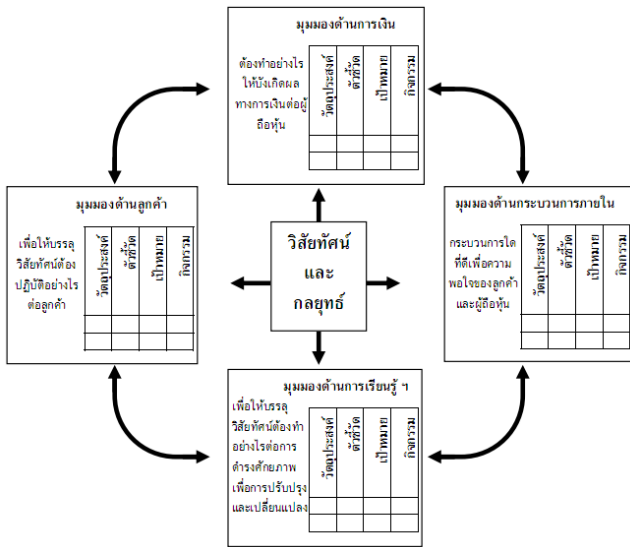 มุมมองด้านการเงิน
ต้องทำอย่างไร
ให้บังเกิดผล
ทางการเงินต่อผู้
ถือหุ้น
วัตถุประสงค์
ตัวชี้วัด
เป้าหมาย
กิจกรรม
มุมมองด้านลูกค้า
เพื่อให้บรรลุ
วิสัยทัศน์ต้อง
ปฏิบัติอย่างไร
ต่อลูกค้า
วัตถุประสงค์
ตัวชี้วัด
เป้าหมาย
กิจกรรม
วิสัยทัศน์
และ
กลยุทธ์
มุมมองด้านกระบวนการภายใน
กระบวนการใด
ที่ดีเพื่อความ
พอใจของลูกค้า
และผู้ถือหุ้น
วัตถุประสงค์
ตัวชี้วัด
เป้าหมาย
กิจกรรม
มุมมองด้านการเรียนรู้ ฯ
เพื่อให้บรรลุ
วิสัยทัศน์ต้องทำ
อย่างไรต่อการ
ดำรงศักยภาพ
เพื่อการปรับปรุง
และเปลี่ยนแปลง
วัตถุประสงค์
ตัวชี้วัด
เป้าหมาย
กิจกรรม